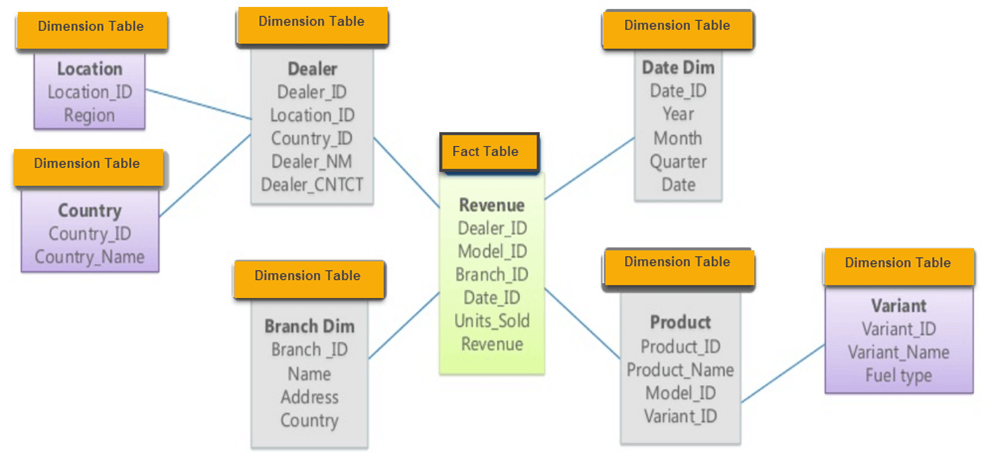 Dimension Table
Location
Location_ID
Region
Dimension Table
Country
Country_ID
Country_Name
Dimension Table
Dealer
Dealer_ID
Location_ID
Country_ID
Dealer_NM
Dealer_CNTCT
Dimension Table
Branch Dim
Branch _ID
Name
Address
Country
Fact Table
Revenue
Dealer_ID
Model_ID
Branch_ID
Date_ID
Units_Sold
Revenue
Dimension Table
Date Dim
Date_ID
Year
Month
Quarter
Date
Dimension Table
Product
Product_ID
Product_Name
Model_ID
Variant_ID
Dimension Table
Variant
Variant_ID
Variant_Name
Fuel type